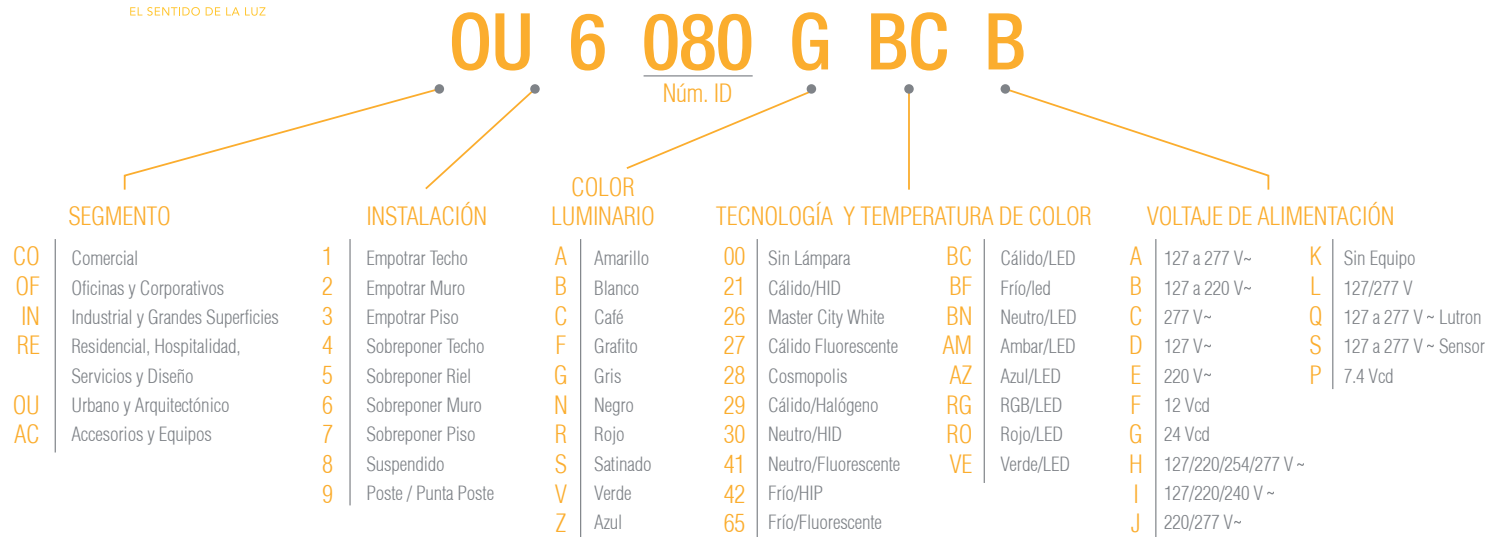 EL SENTIDO DE LA LUZ
OU 6 080 G BC B
Núm. ID
SEGMENTO
CO Comercial
OF Oficinas y Corporativos
IN Industrial y Grandes Superficies
RE Residencial, Hospitalidad,
Servicios y Diseño
OU Urbano y Arquitectónico
AC Accesorios y Equipos
INSTALACIÓN
1 Empotrar Techo
2 Empotrar Muro
3 Empotrar Piso
4 Sobreponer Techo
5 Sobreponer Riel
6 Sobreponer Muro
7 Sobreponer Piso
8 Suspendido
9 Poste / Punta Poste
COLOR
LUMINARIO
A Amarillo
B Blanco
C Café
F Grafito
G Gris
N Negro
R Rojo
S Satinado
V Verde
Z Azul
TECNOLOGÍA Y TEMPERATURA DE COLOR
00 Sin Lámpara
21 Cálido/HID
26 Master City White
27 Cálido Fluorescente
28 Cosmopolis
29 Cálido/Halógeno
30 Neutro/HID
41 Neutro/Fluorescente
42 Frío/HIP
65 Frío/Fluorescente
BC Cálido/LED
BF Frío/led
BN Neutro/LED
AM Ambar/LED
AZ Azul/LED
RG RGB/LED
RO Rojo/LED
VE Verde/LED
VOLTAJE DE ALIMENTACIÓN
A 127 a 277 V~
B 127 a 220 V~
C 277 V~
D 127 V~
E 220 V~
F 12 Vcd
G 24 Vcd
H 127/220/254/277 V ~
I 127/220/240 V ~
J 220/277 V~
K Sin Equipo
L 127/277 V
Q 127 a 277 V ~ Lutron
S 127 a 277 V ~ Sensor
P 7.4 Vcd